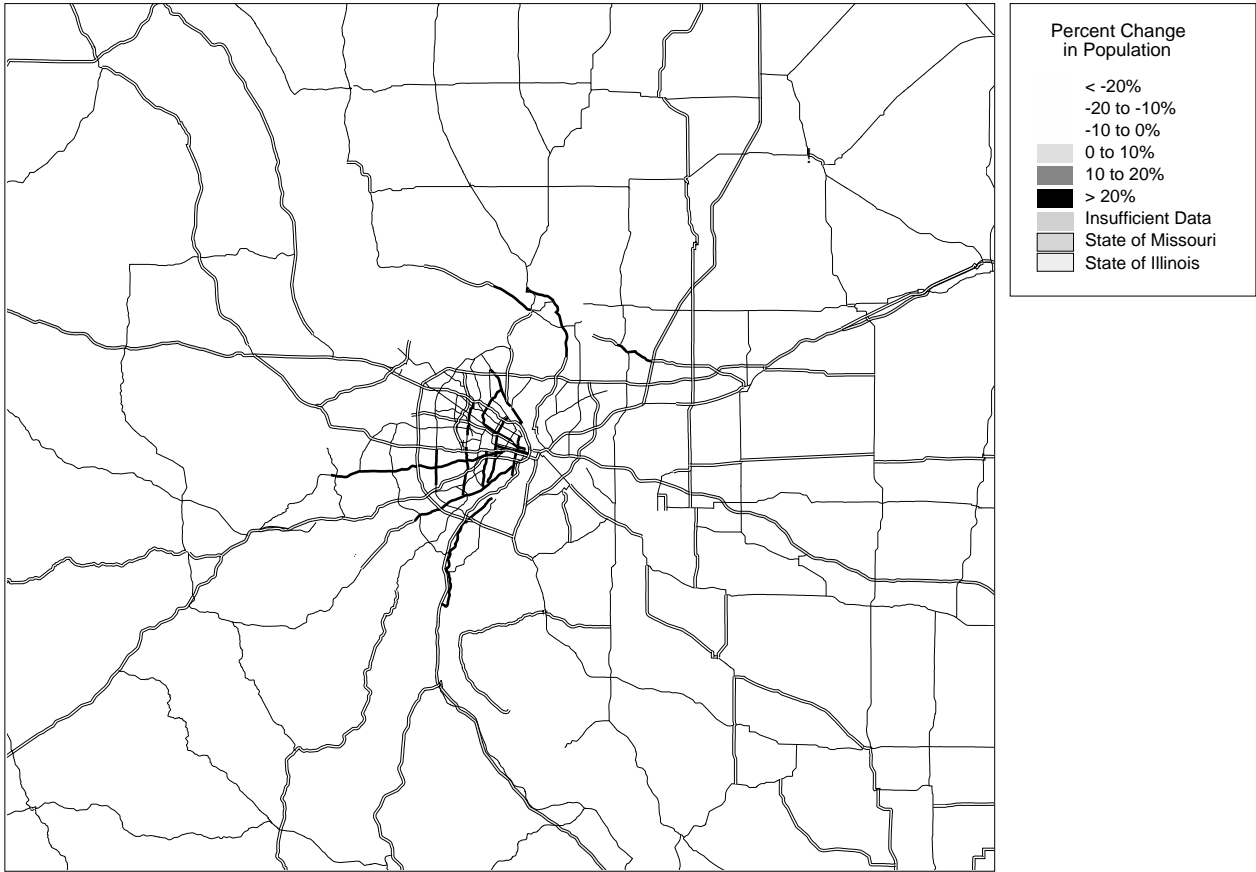 Percent Change
in Population
< -20%
-20 to -10%
-10 to 0%
0 to 10%
10 to 20%
> 20%
Insufficient Data
State of Missouri
State of Illinois